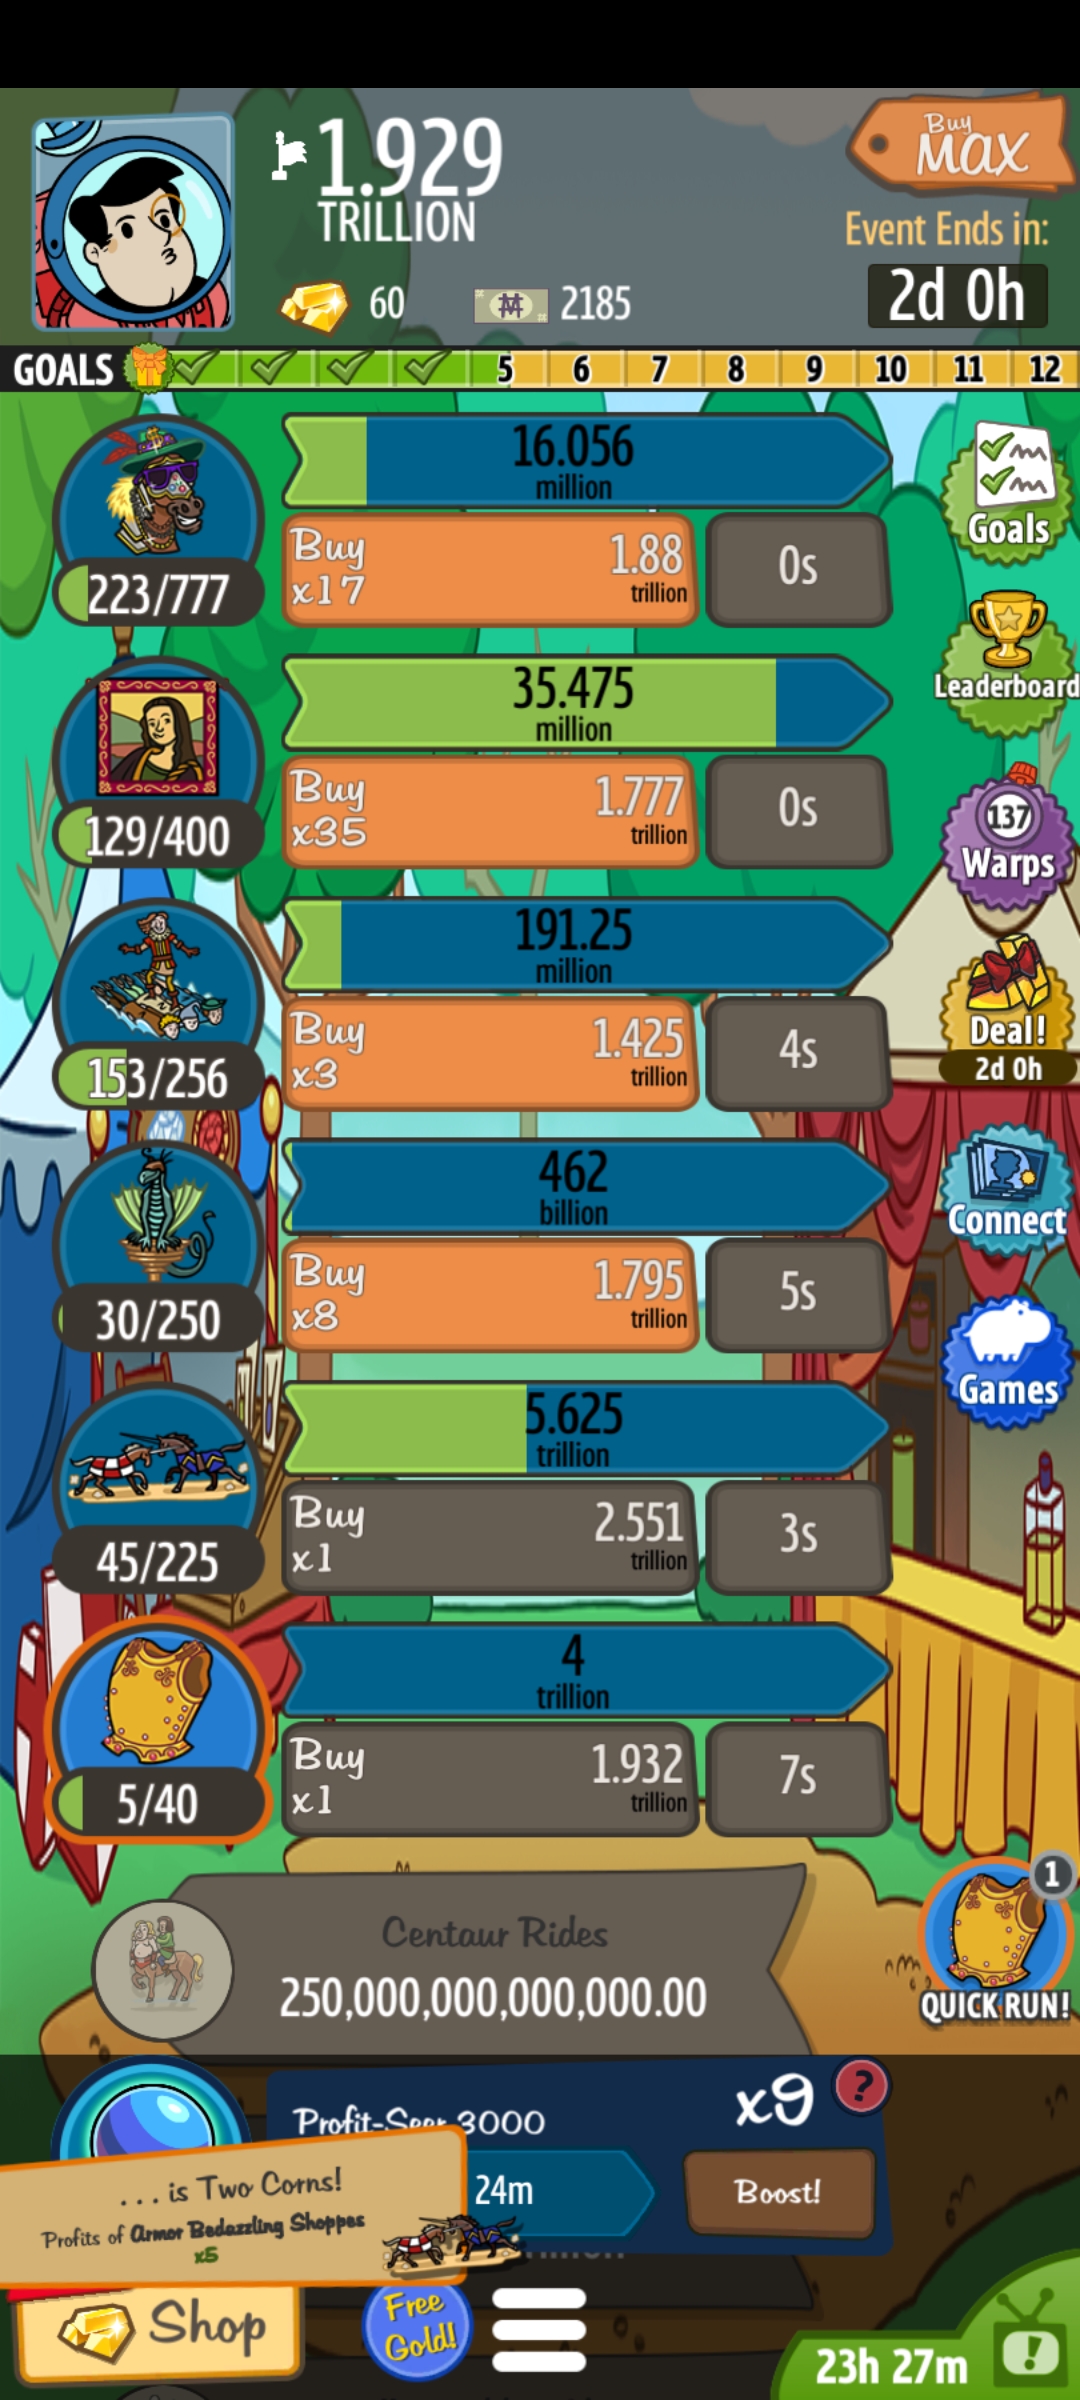 1.929
TRILLION
60
2185
Buy
MAX
Event Ends in:
2d 0h
GOALS
5 6 7 8 9 10 11 12
16.056
million
Buy
x17
1.88
trillion
0s
223/777
35.475
million
Buy
x35
1.777
trillion
0s
129/400
191.25
million
Buy
x3
1.425
trillion
4s
153/256
462
billion
Buy
x8
1.795
trillion
5s
30/250
5.625
trillion
Buy
x1
2.551
trillion
3s
45/225
4
trillion
Buy
x1
1.932
trillion
7s
5/40
Goals
Leaderboard
137
Warps
Deal!
2d 0h
Connect
Games
Centaur Rides
250,000,000,000,000.00
1
QUICK RUN!
Profit-Seer 3000
x9
?
24m
Boost!
. . . is Two Corns!
Profits of Armor Bedazzling Shoppes
x5
Shop
Free
Gold!
23h 27m
!